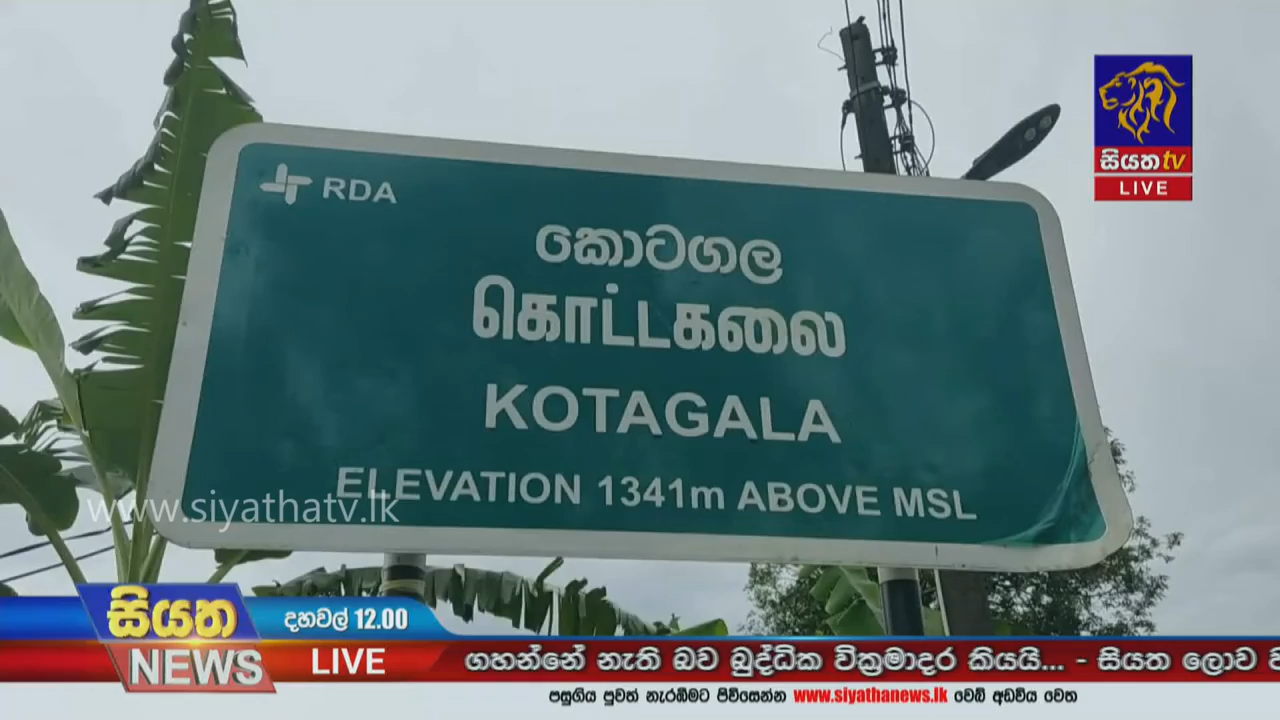 සියත tv
LIVE
RDA
කොටගල
கொட்டகலை
KOTAGALA
ELEVATION 1341m ABOVE MSL
www.siyathatv.lk
සියත
NEWS
දහවල් 12.00
LIVE
ගහන්නේ නැති බව බුද්ධික වික්‍රමාදර කියයි... - සියත ලොව
පසුගිය පුවත් නැරඹීමට පිවිසෙන්න www.siyathanews.lk වෙබ් අඩවිය වෙත